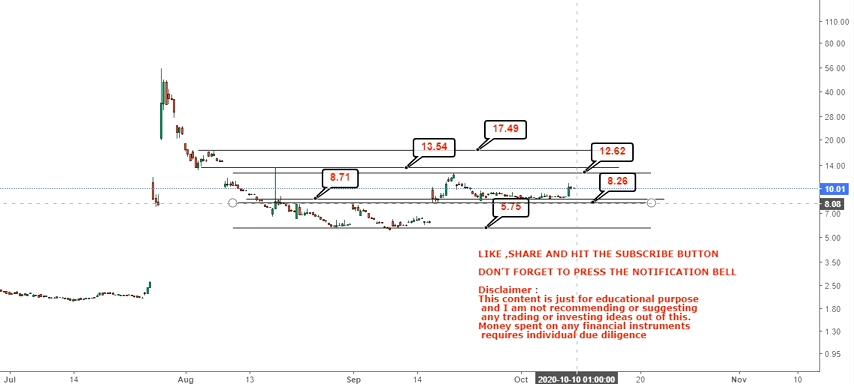 110.00
80.00
56.00
40.00
28.00
20.00
17.49
13.54
12.62
14.00
8.71
8.26
10.01
5.75
8.08
7.00
5.00
LIKE ,SHARE AND HIT THE SUBSCRIBE BUTTON
3.50
DON'T FORGET TO PRESS THE NOTIFICATION BELL
2.50
Disclaimer :
This content is just for educational purpose
and I am not recommending or suggesting
1.80
any trading or investing ideas out of this.
Money spent on any financial instruments
1.30
requires individual due diligence
0.95
Jul 14 Aug 13 Sep 14 Oct 2020-10-10 01:00:00 20 Nov 10